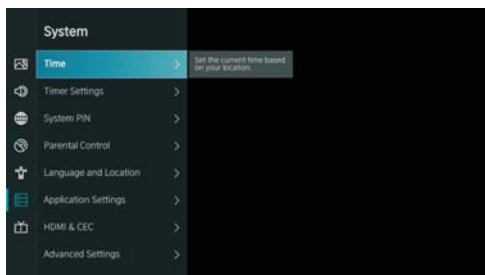 System
Time
Set the current time based
on your location.
Timer Settings
System PIN
Parental Control
Language and Location
Application Settings
HDMI & CEC
Advanced Settings